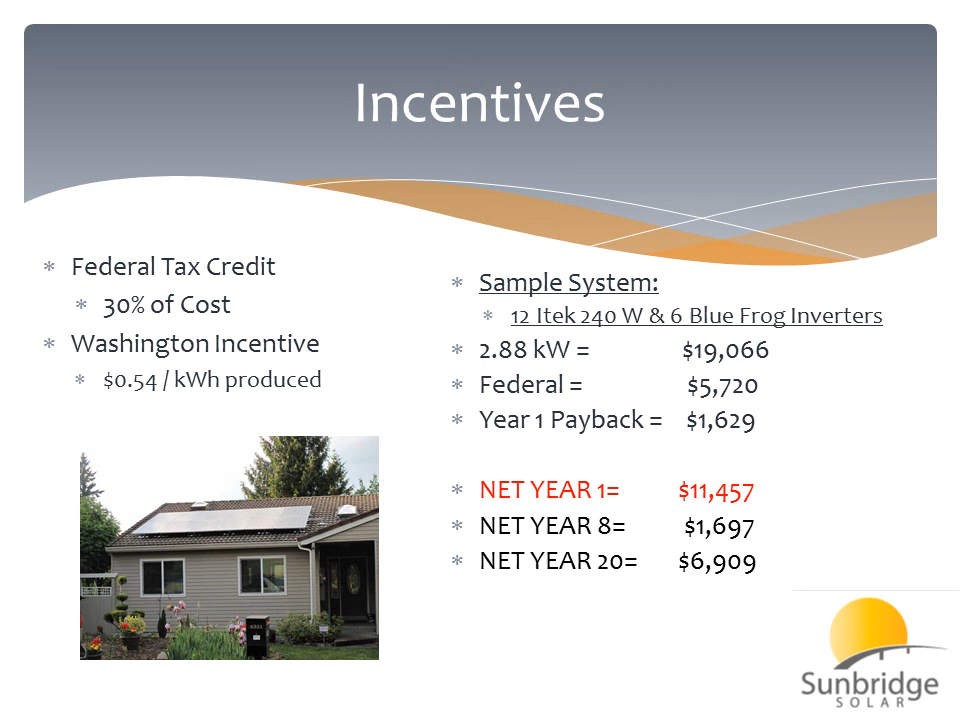 Incentives
Federal Tax Credit
30% of Cost
Washington Incentive
$0.54 / kWh produced
Sample System:
12 Itek 240 W & 6 Blue Frog Inverters
2.88 kW = $19,066
Federal = $5,720
Year 1 Payback = $1,629
NET YEAR 1= $11,457
NET YEAR 8= $1,697
NET YEAR 20= $6,909
Sunbridge
SOLAR